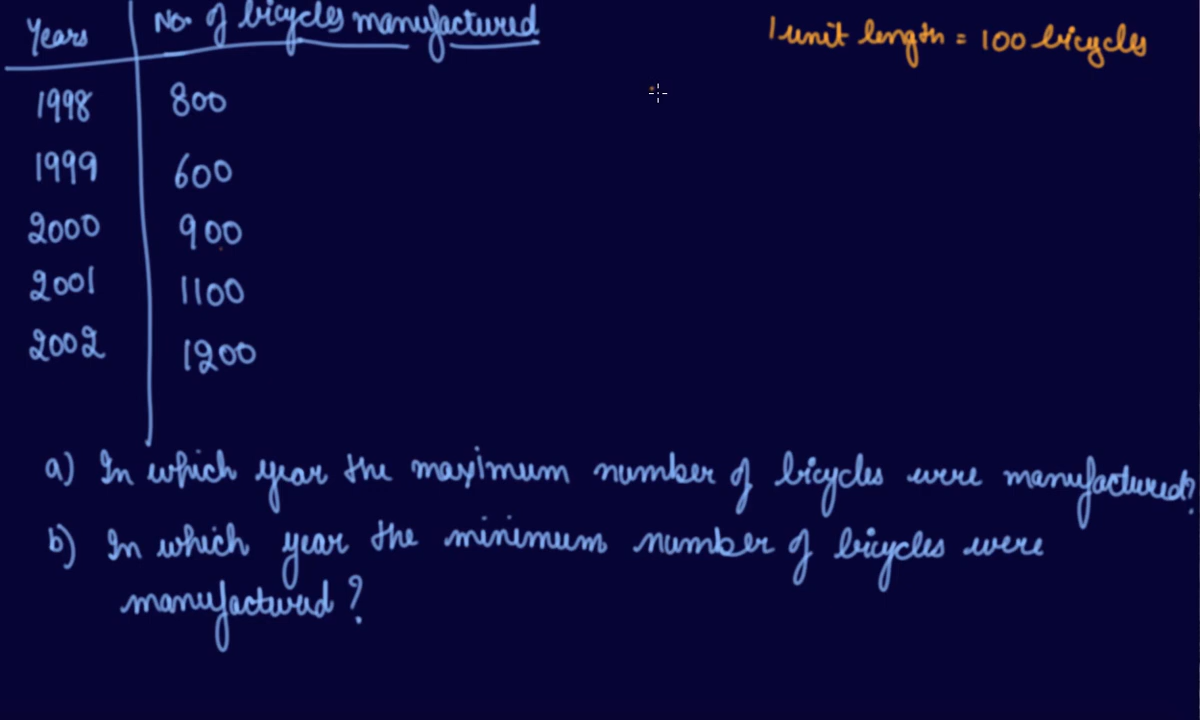 Years No. of bicycles manufactured
1 unit length = 100 bicycles
1998 800
1999 600
2000 900
2001 1100
2002 1200
a) In which year the maximum number of bicycles were manufactured?
b) In which year the minimum number of bicycles were
manufactured?